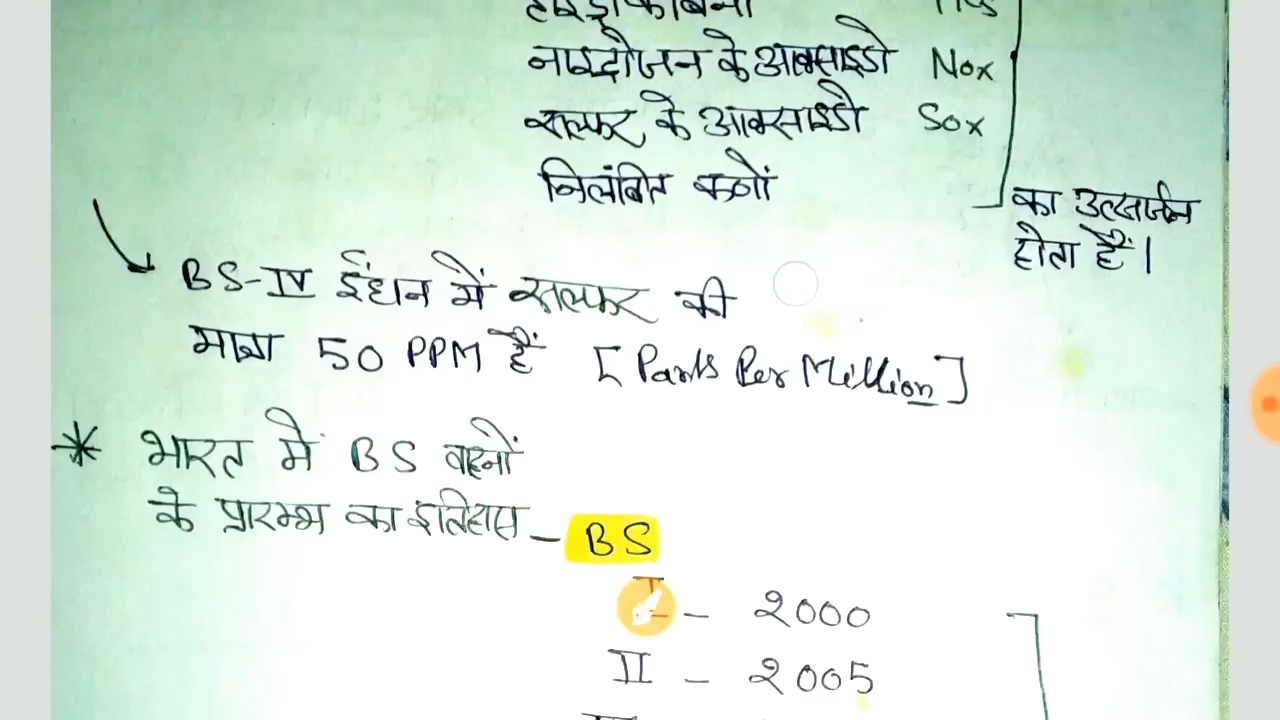 नाइट्रोजन के आक्साइडो Nox
सल्फर के आक्साइडो Sox
निलंबित कणों
का उत्सर्जन
होता हैं।
BS-IV ईंधन में सल्फर की
मात्रा 50 PPM हैं [Parts Per Million]
* भारत में BS वाहनों
के प्रारम्भ का इतिहास - BS
I - 2000
II - 2005